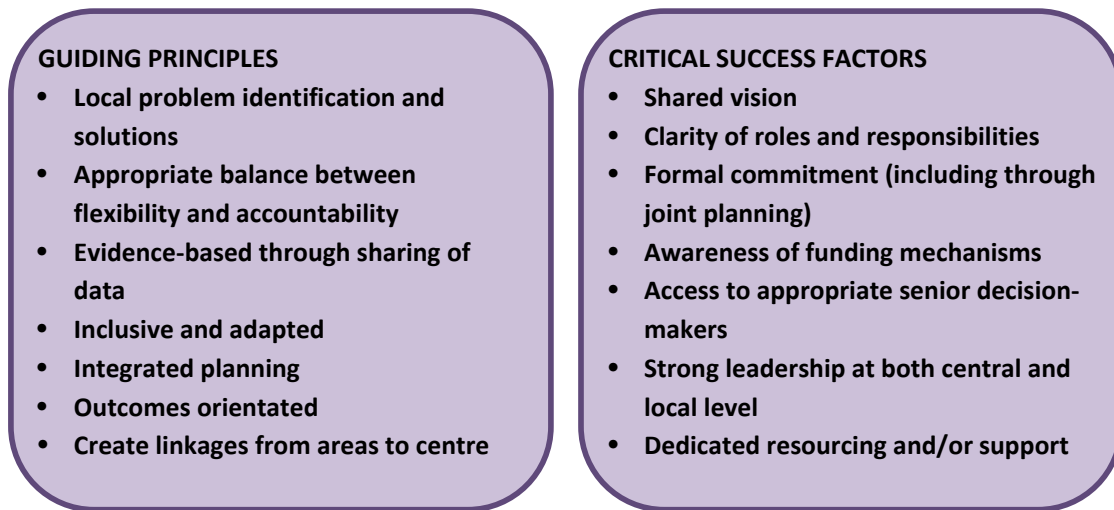 GUIDING PRINCIPLES
• Local problem identification and
solutions
• Appropriate balance between
flexibility and accountability
• Evidence-based through sharing of
data
• Inclusive and adapted
• Integrated planning
• Outcomes orientated
• Create linkages from areas to centre
CRITICAL SUCCESS FACTORS
• Shared vision
• Clarity of roles and responsibilities
• Formal commitment (including through
joint planning)
• Awareness of funding mechanisms
• Access to appropriate senior decision-
makers
• Strong leadership at both central and
local level
• Dedicated resourcing and/or support